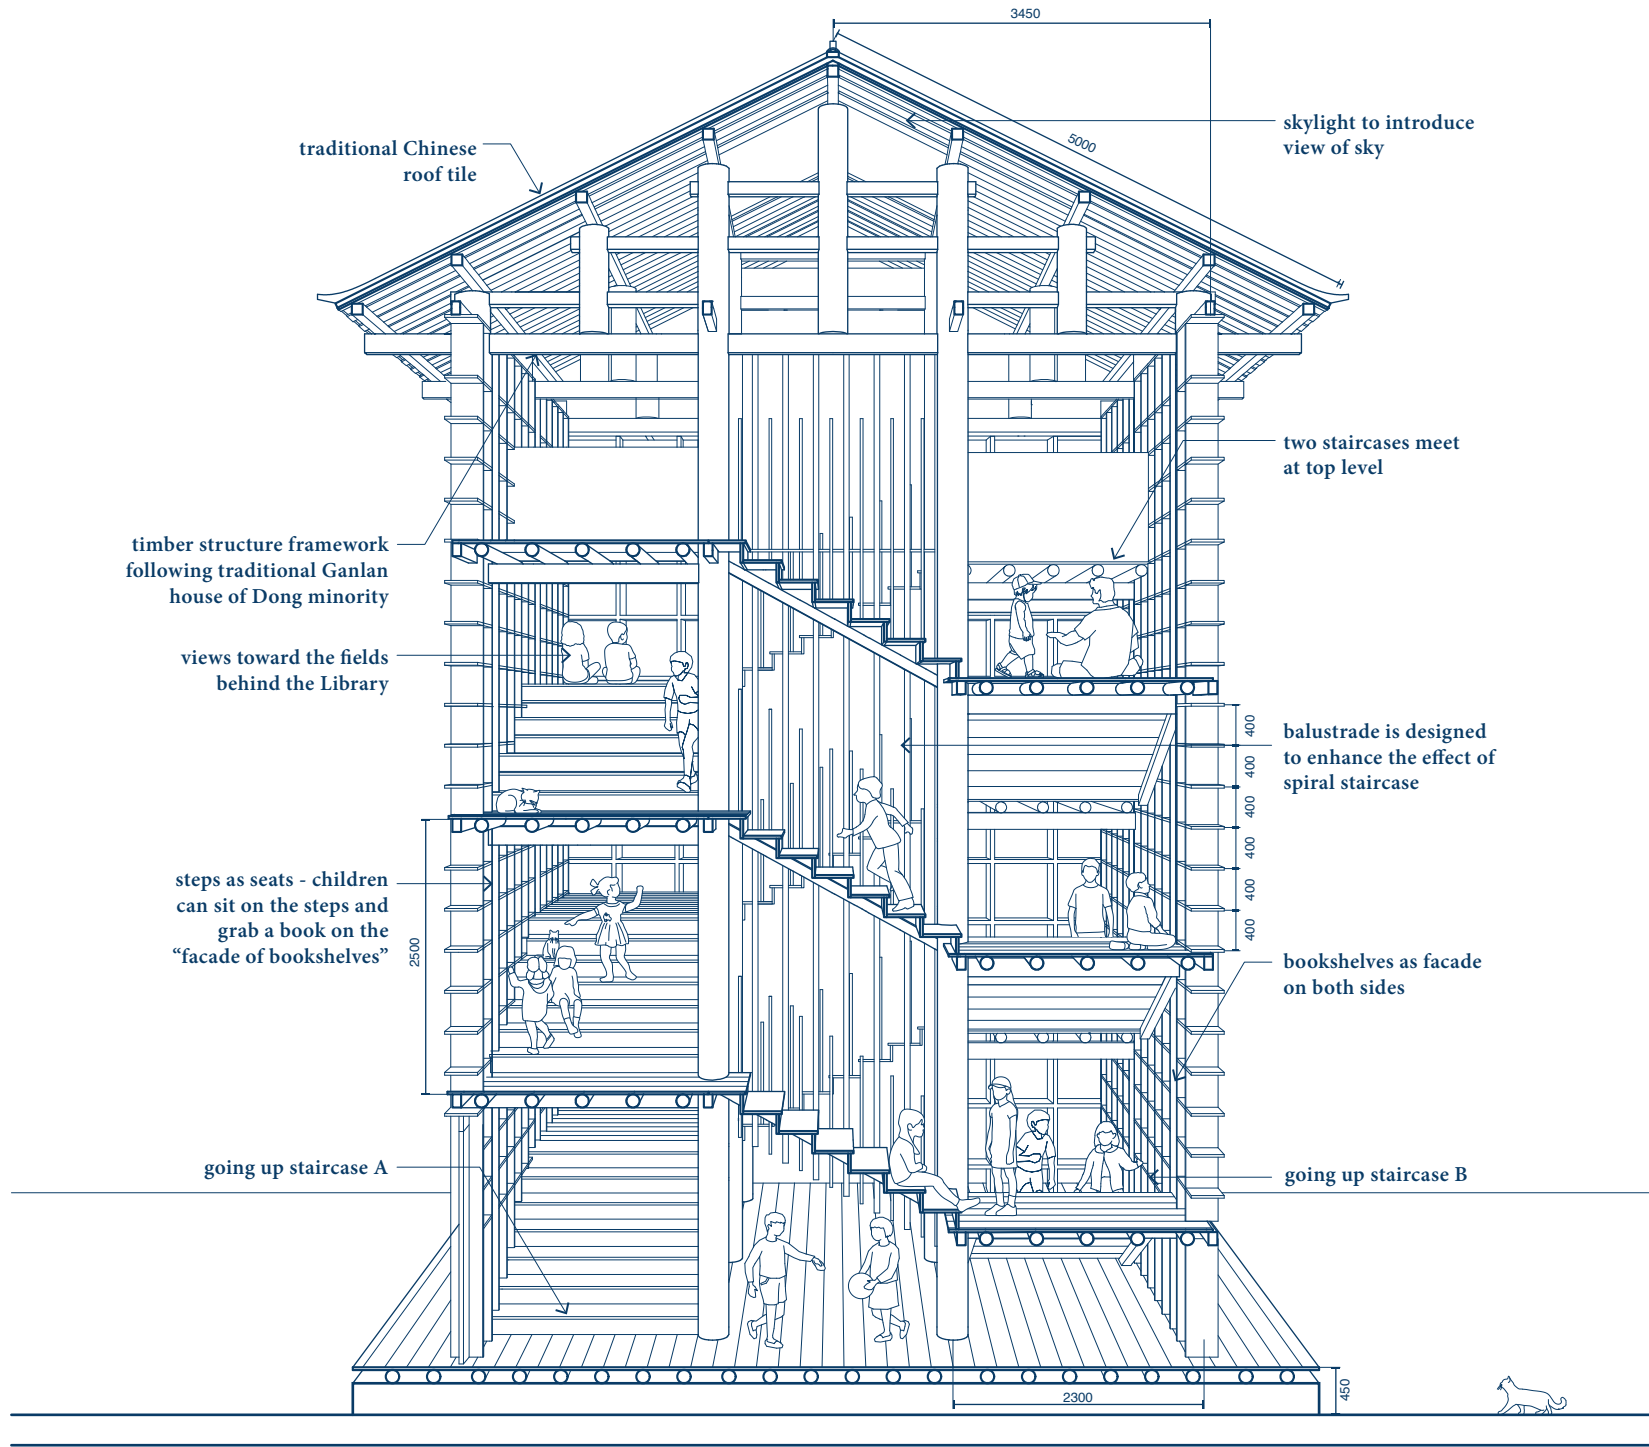 3450
5000
skylight to introduce
view of sky
traditional Chinese
roof tile
two staircases meet
at top level
timber structure framework
following traditional Ganlan
house of Dong minority
views toward the fields
behind the Library
400
400
400
400
400
400
balustrade is designed
to enhance the effect of
spiral staircase
steps as seats - children
can sit on the steps and
grab a book on the
“facade of bookshelves”
2500
bookshelves as facade
on both sides
going up staircase A
going up staircase B
2300
450